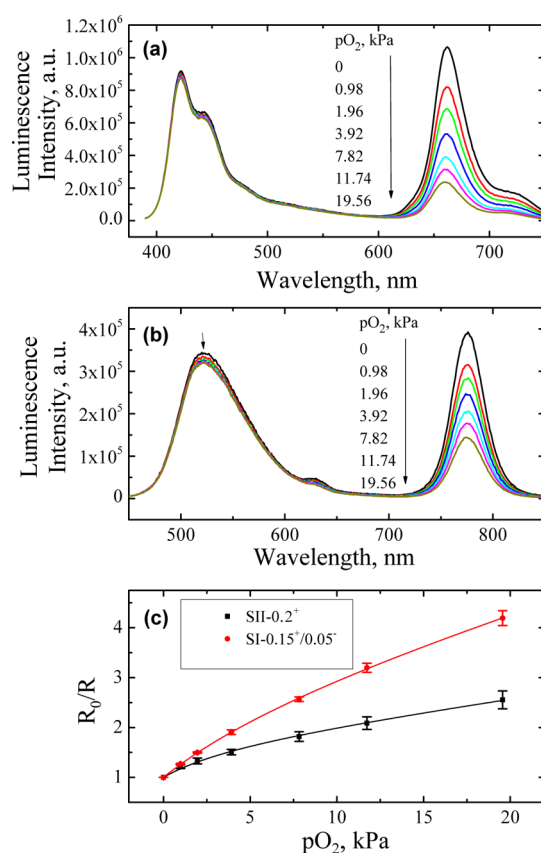 (a)
pO2, kPa
0
0.98
1.96
3.92
7.82
11.74
19.56
1.2x10^6
1.0x10^6
8.0x10^5
6.0x10^5
4.0x10^5
2.0x10^5
0.0
Luminescence
Intensity, a.u.
400 500 600 700
Wavelength, nm
(b)
pO2, kPa
0
0.98
1.96
3.92
7.82
11.74
19.56
4x10^5
3x10^5
2x10^5
1x10^5
0
Luminescence
Intensity, a.u.
500 600 700 800
Wavelength, nm
(c)
SII-0.2+
SI-0.15+/0.05-
4
3
2
1
R0/R
0 5 10 15 20
pO2, kPa